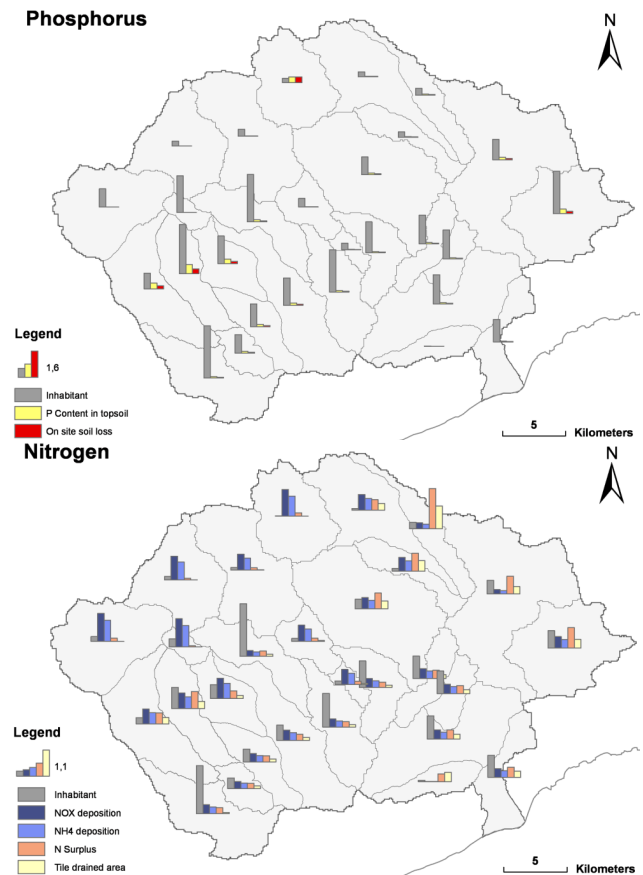 Phosphorus
N
Legend
1,6
Inhabitant
P Content in topsoil
On site soil loss
5
Kilometers
Nitrogen
N
Legend
1,1
Inhabitant
NOX deposition
NH4 deposition
N Surplus
Tile drained area
5
Kilometers